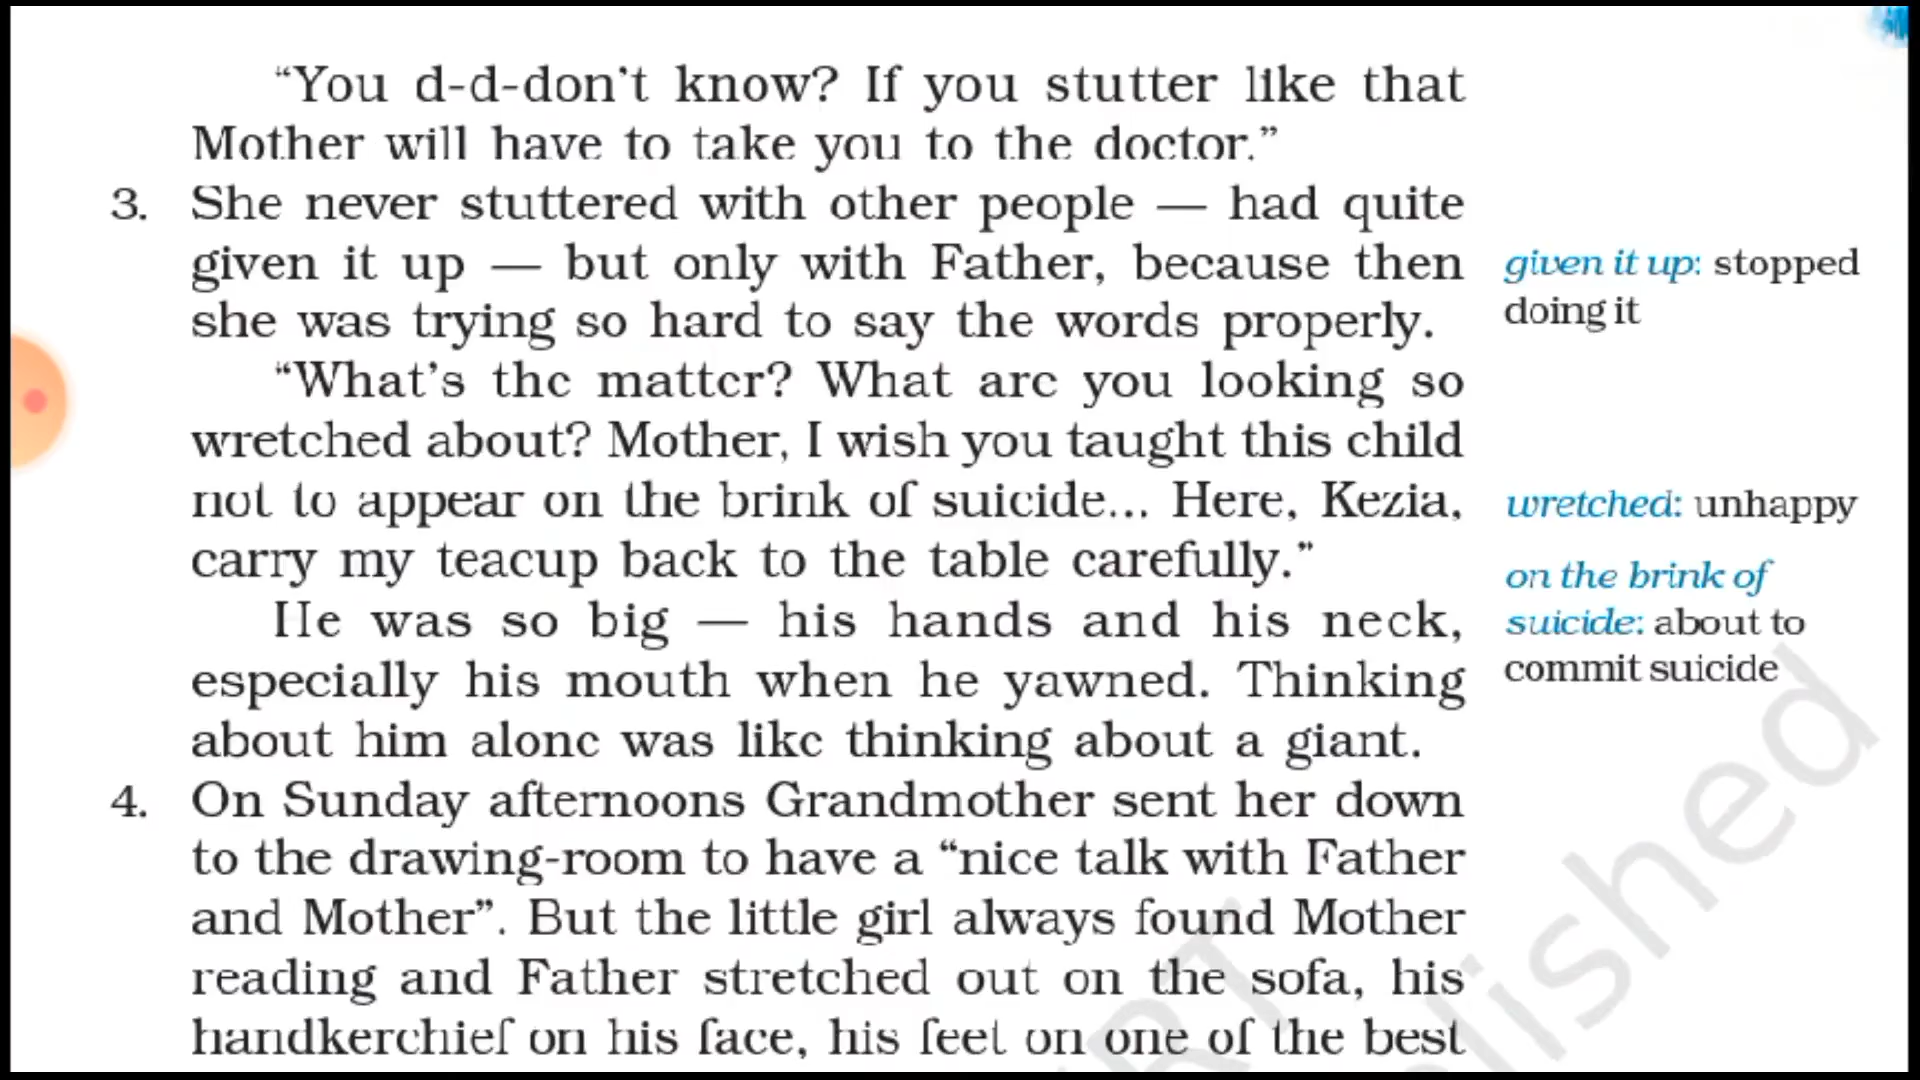 “You d-d-don’t know? If you stutter like that
Mother will have to take you to the doctor.”
3. She never stuttered with other people — had quite
given it up — but only with Father, because then
she was trying so hard to say the words properly.
“What’s the matter? What are you looking so
wretched about? Mother, I wish you taught this child
not to appear on the brink of suicide... Here, Kezia,
carry my teacup back to the table carefully.”
He was so big — his hands and his neck,
especially his mouth when he yawned. Thinking
about him alone was like thinking about a giant.
4. On Sunday afternoons Grandmother sent her down
to the drawing-room to have a “nice talk with Father
and Mother”. But the little girl always found Mother
reading and Father stretched out on the sofa, his
handkerchief on his face, his feet on one of the best
given it up: stopped
doing it
wretched: unhappy
on the brink of
suicide: about to
commit suicide